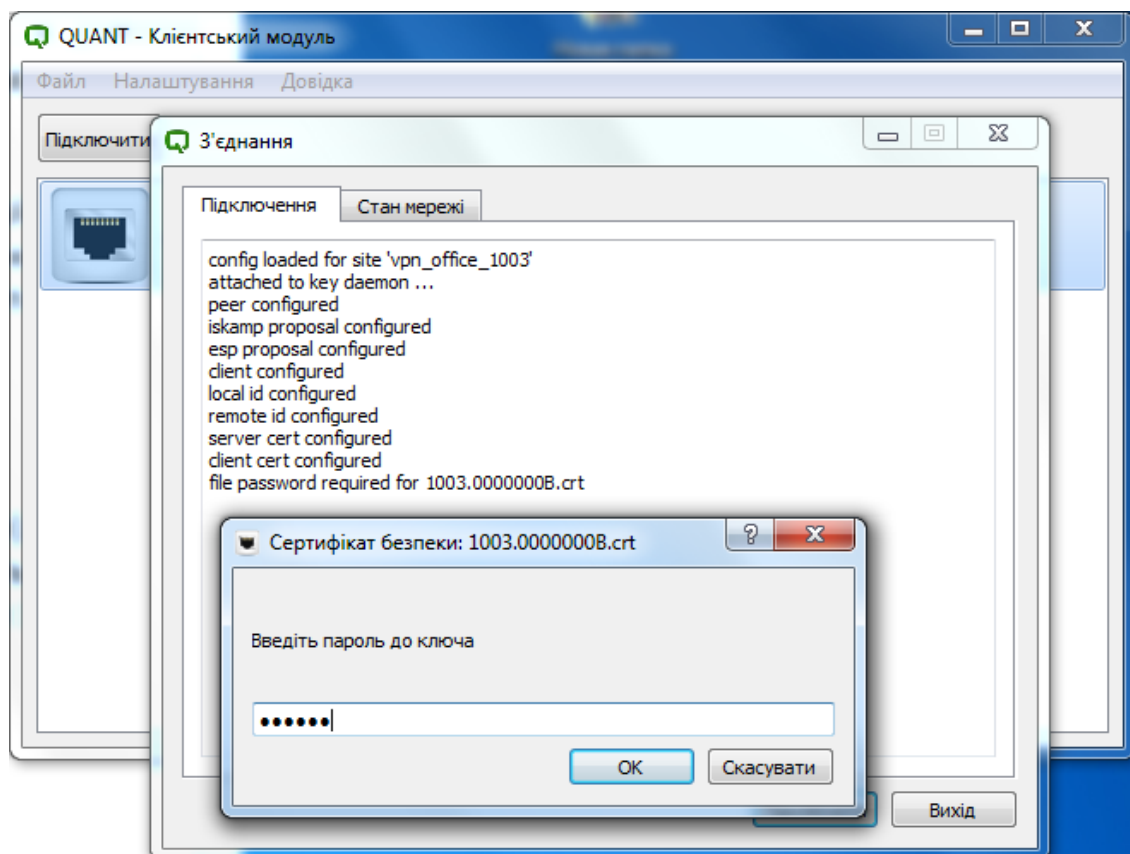 QUANT - Клієнтський модуль
Файл Налаштування Довідка
Підключити
З'єднання
Підключення Стан мережі
config loaded for site 'vpn_office_1003'
attached to key daemon ...
peer configured
iskamp proposal configured
esp proposal configured
client configured
local id configured
remote id configured
server cert configured
client cert configured
file password required for 1003.0000000B.crt
Сертифікат безпеки: 1003.0000000B.crt
Введіть пароль до ключа
●●●●●●
OK Скасувати
Вихід